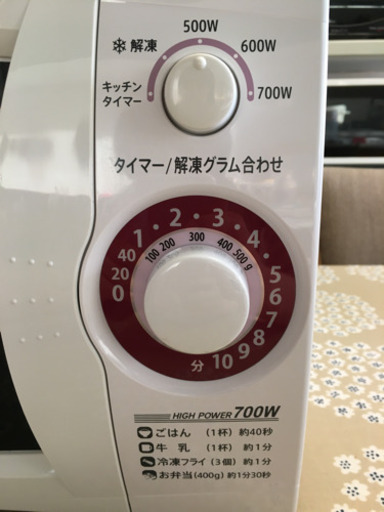 500W
❄解凍 600W
キッチン
タイマー 700W
タイマー/解凍グラム合わせ
0 20 40 1・2・3・4・5 6 7 8 9 10 分
100 200 300 400 500g
HIGH POWER 700W
ごはん (1杯) 約40秒
牛乳 (1杯) 約1分
冷凍フライ (3個) 約1分
お弁当 (400g) 約1分30秒